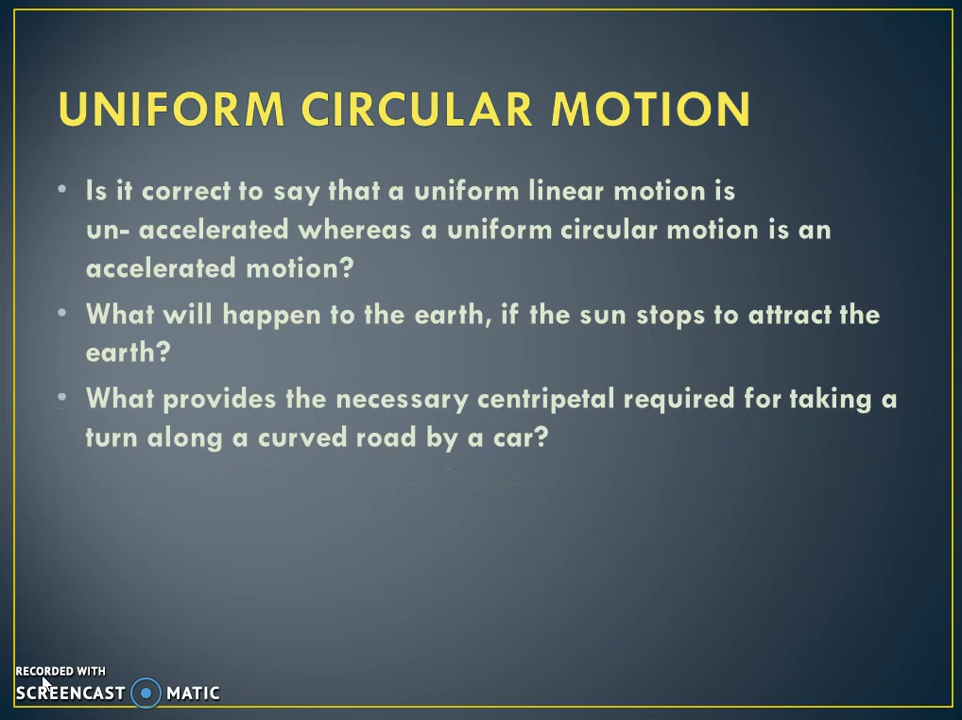 UNIFORM CIRCULAR MOTION
• Is it correct to say that a uniform linear motion is
un- accelerated whereas a uniform circular motion is an
accelerated motion?
• What will happen to the earth, if the sun stops to attract the
earth?
• What provides the necessary centripetal required for taking a
turn along a curved road by a car?
RECORDED WITH
SCREENCAST MATIC